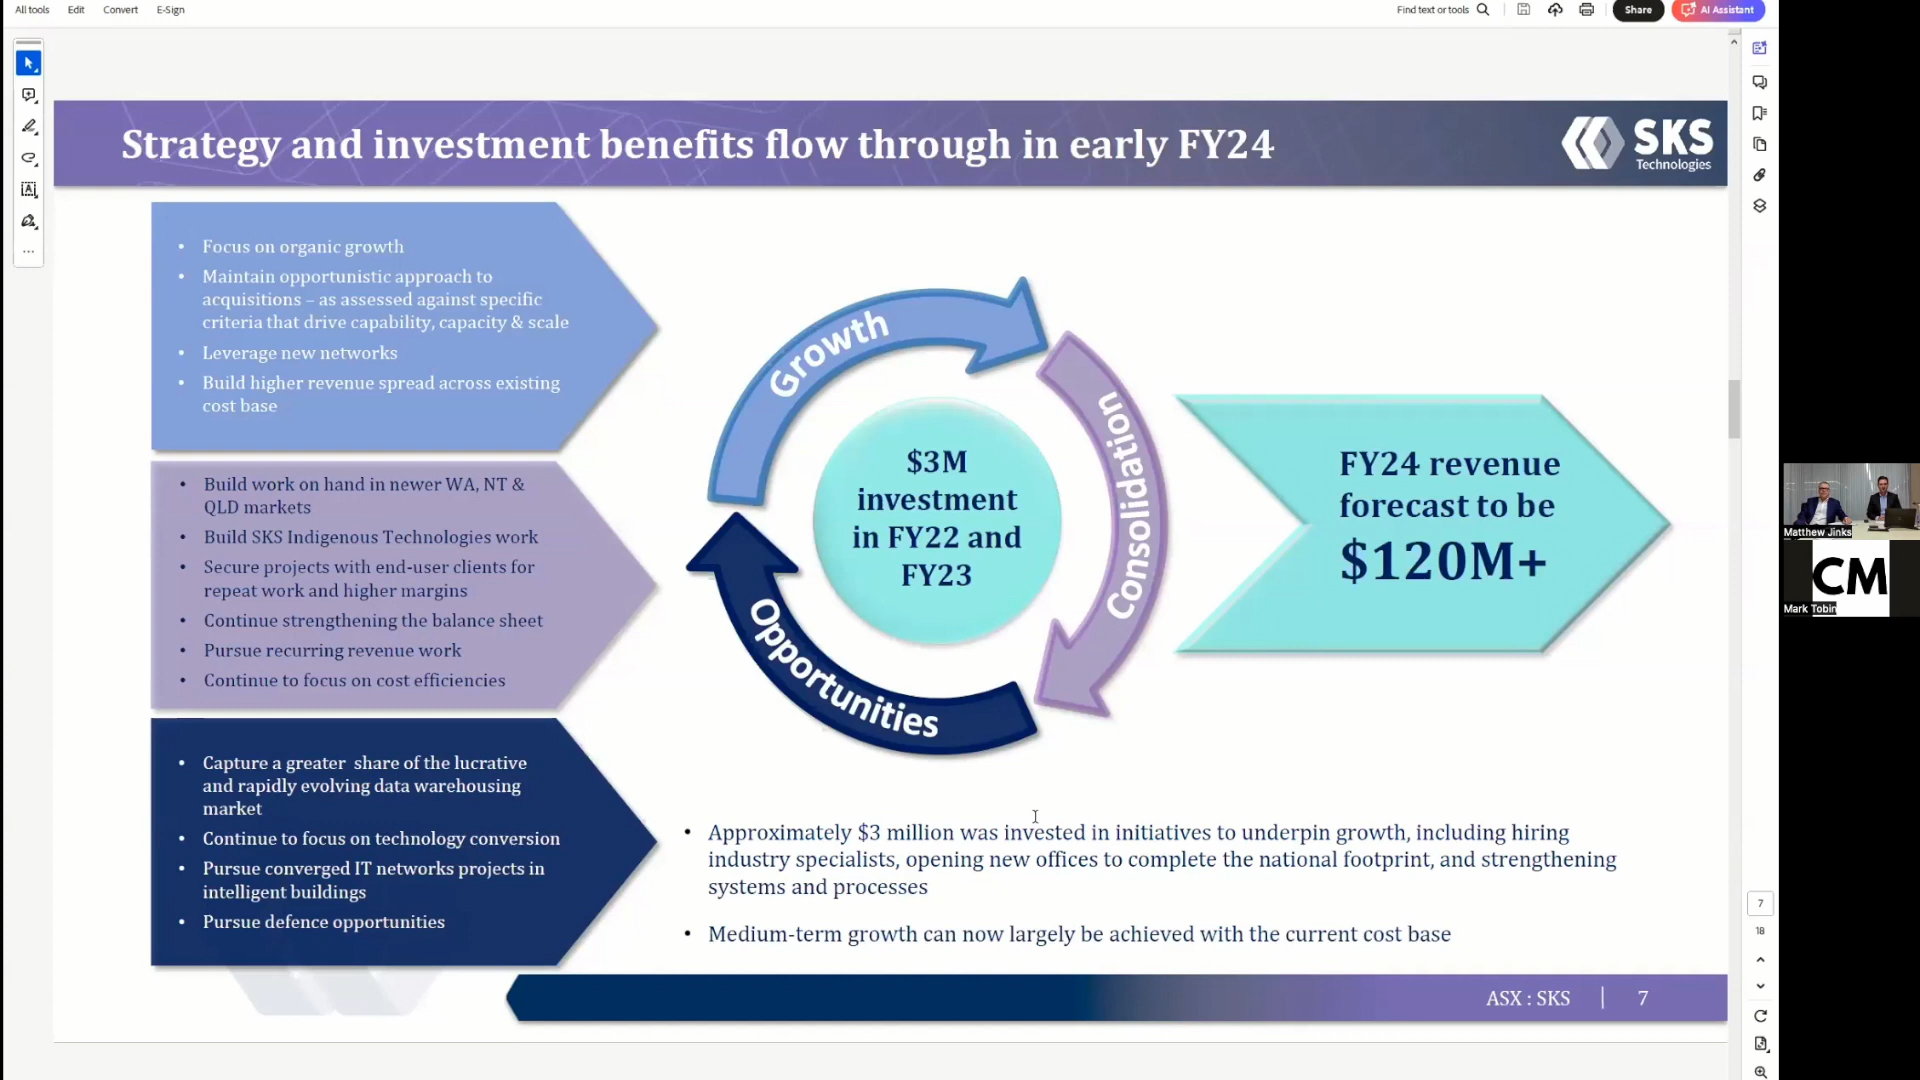 All tools Edit Convert E-Sign
Find text or tools Share AI Assistant
Strategy and investment benefits flow through in early FY24
SKS
Technologies
• Focus on organic growth
• Maintain opportunistic approach to
acquisitions – as assessed against specific
criteria that drive capability, capacity & scale
• Leverage new networks
• Build higher revenue spread across existing
cost base
• Build work on hand in newer WA, NT &
QLD markets
• Build SKS Indigenous Technologies work
• Secure projects with end-user clients for
repeat work and higher margins
• Continue strengthening the balance sheet
• Pursue recurring revenue work
• Continue to focus on cost efficiencies
• Capture a greater share of the lucrative
and rapidly evolving data warehousing
market
• Continue to focus on technology conversion
• Pursue converged IT networks projects in
intelligent buildings
• Pursue defence opportunities
Growth
Consolidation
Opportunities
$3M
investment
in FY22 and
FY23
FY24 revenue
forecast to be
$120M+
• Approximately $3 million was invested in initiatives to underpin growth, including hiring
industry specialists, opening new offices to complete the national footprint, and strengthening
systems and processes
• Medium-term growth can now largely be achieved with the current cost base
ASX : SKS | 7
Matthew Jinks
CM
Mark Tobin
7
18